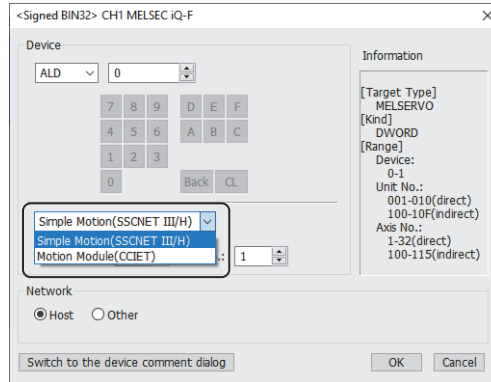 <Signed BIN32> CH1 MELSEC iQ-F
Device
ALD 0
7 8 9 D E F
4 5 6 A B C
1 2 3
0 Back CL
Simple Motion(SSCNET III/H)
Simple Motion(SSCNET III/H)
Motion Module(CCIET)
.: 1
Information
[Target Type]
MELSERVO
[Kind]
DWORD
[Range]
Device:
0-1
Unit No.:
001-010(direct)
100-10F(indirect)
Axis No.:
1-32(direct)
100-115(indirect)
Network
Host Other
Switch to the device comment dialog OK Cancel